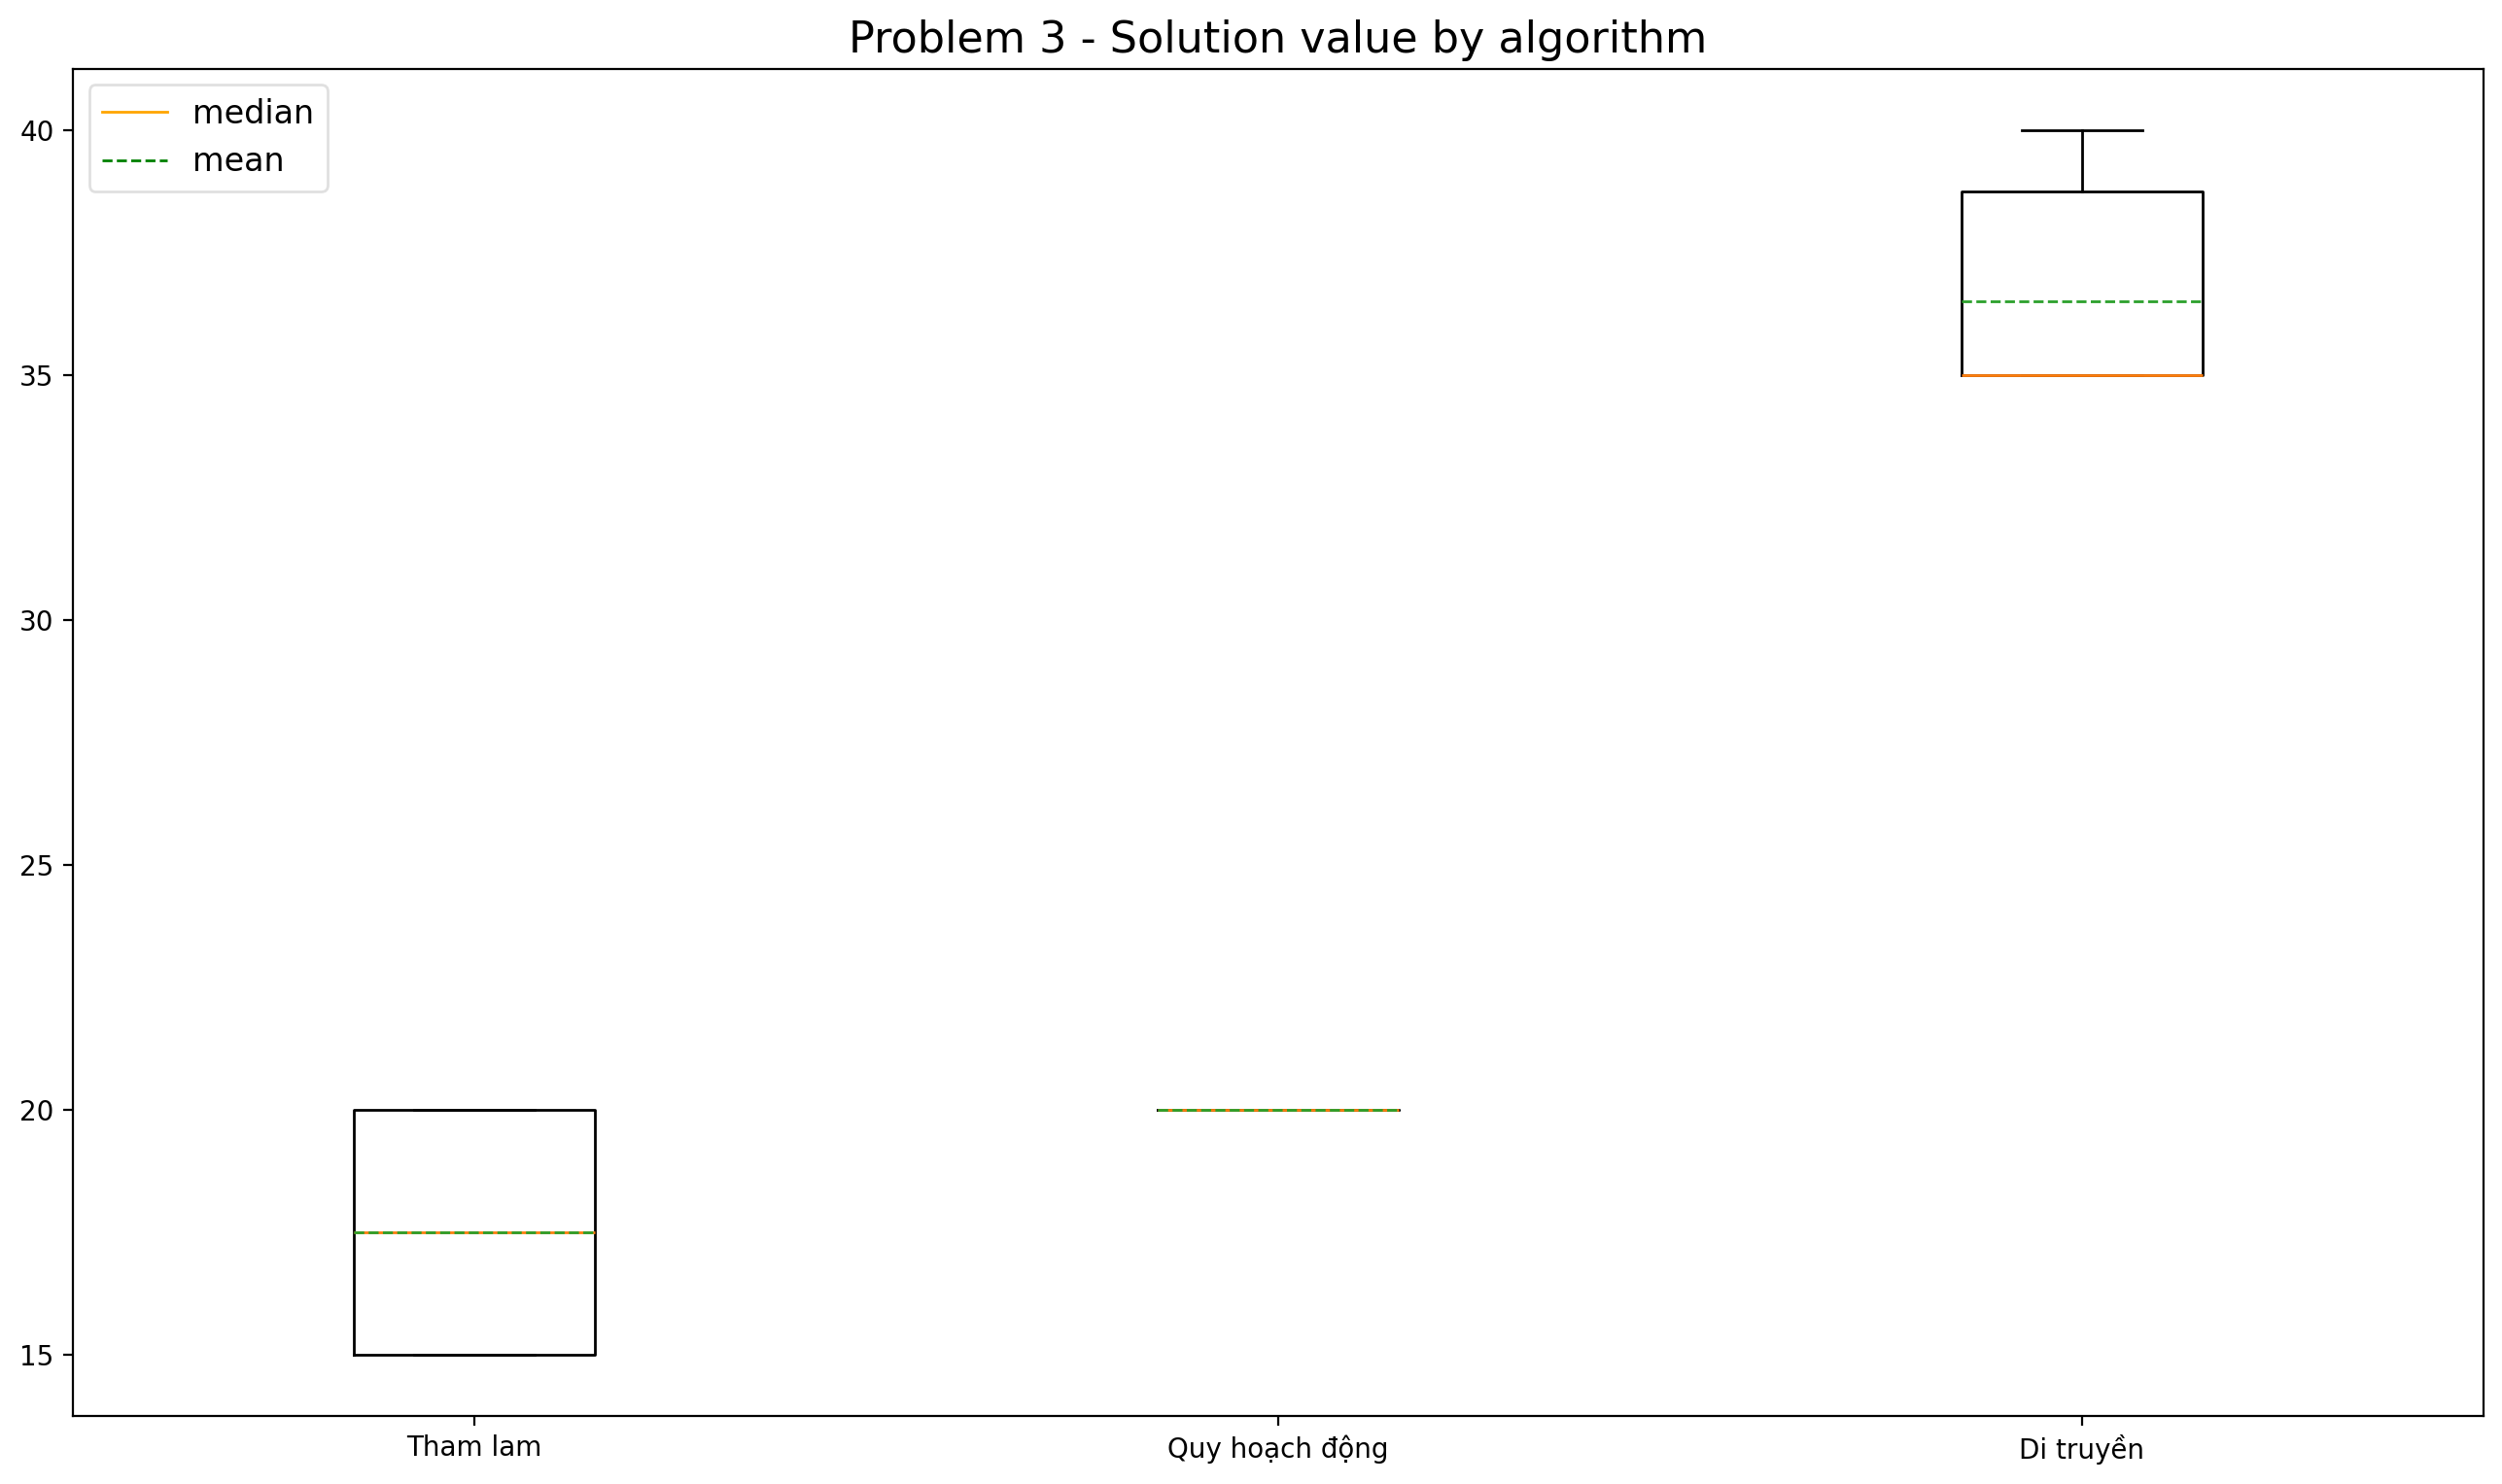 Problem 3 - Solution value by algorithm
median
mean
40
35
30
25
20
15
Tham lam
Quy hoạch động
Di truyền